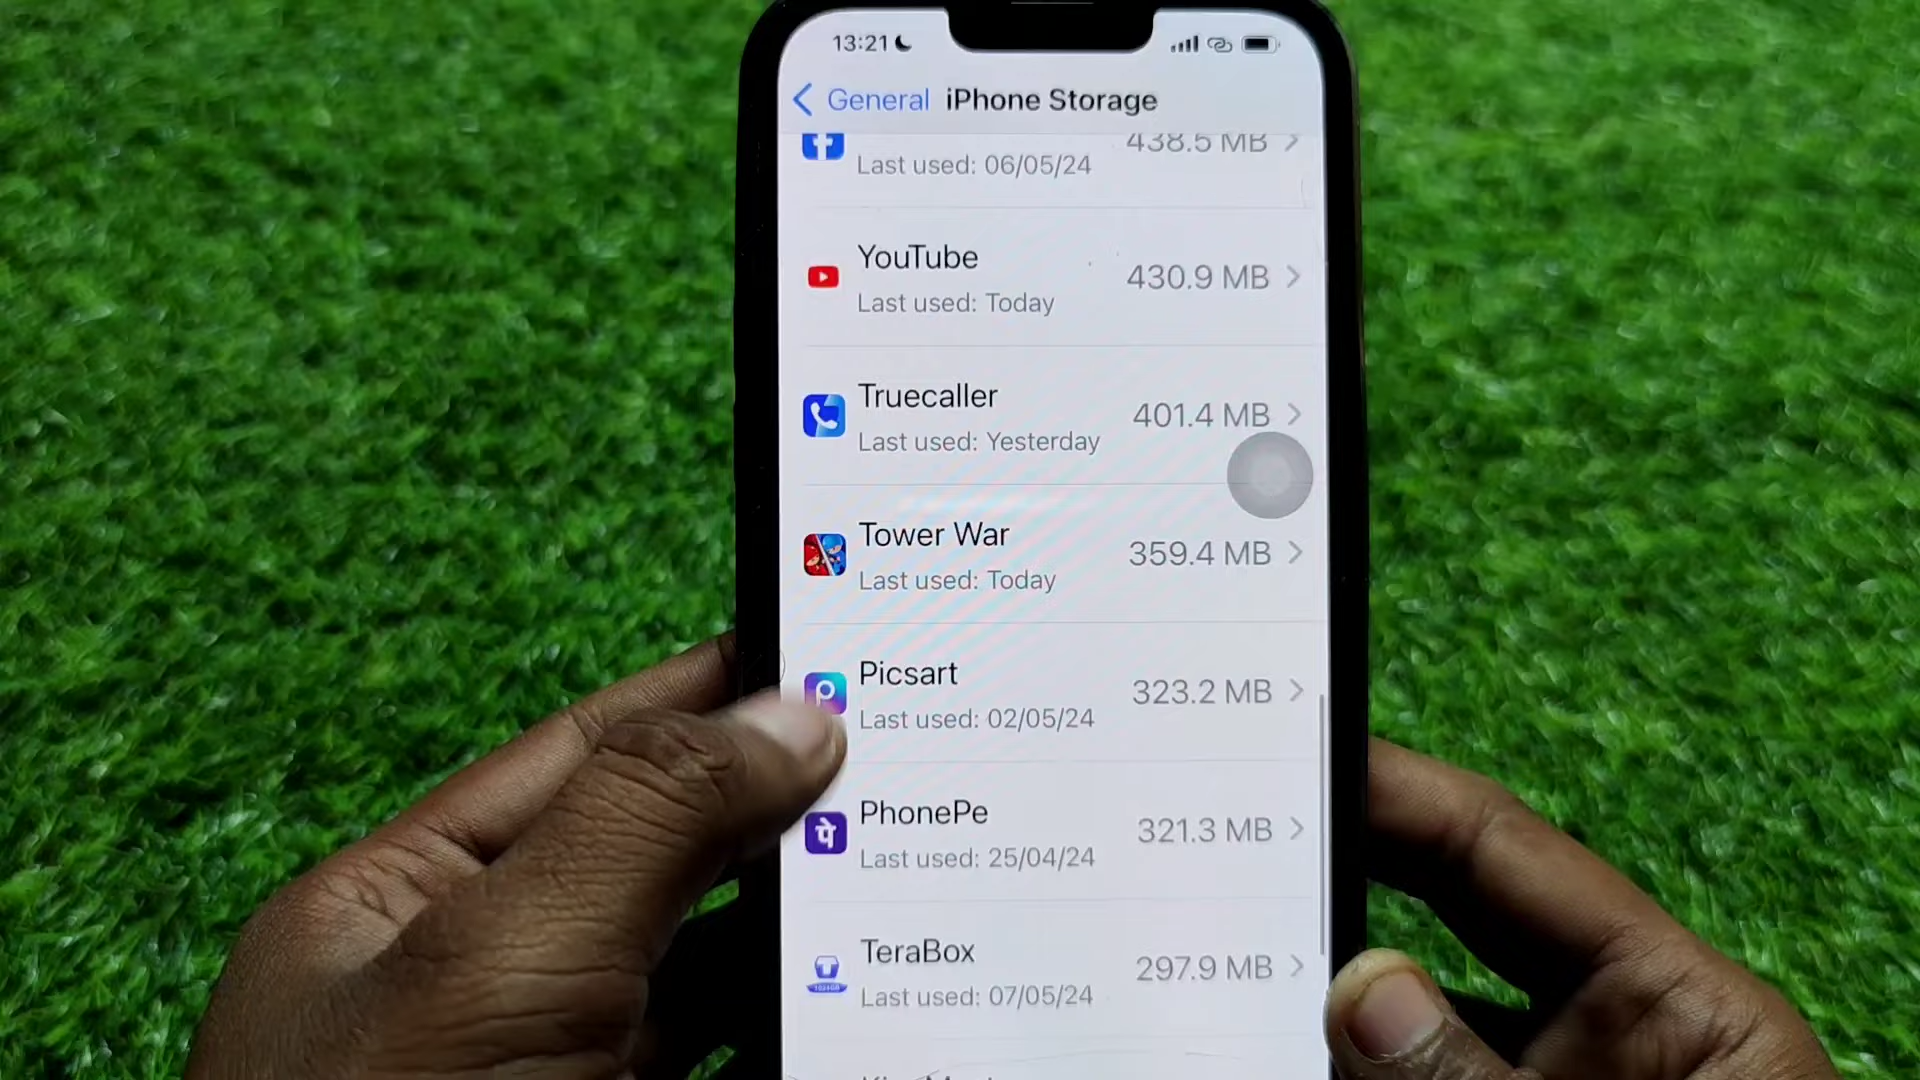 13:21
General iPhone Storage
438.5 MB
Last used: 06/05/24
YouTube
430.9 MB
Last used: Today
Truecaller
401.4 MB
Last used: Yesterday
Tower War
359.4 MB
Last used: Today
Picsart
323.2 MB
Last used: 02/05/24
PhonePe
321.3 MB
Last used: 25/04/24
पे
TeraBox
297.9 MB
Last used: 07/05/24